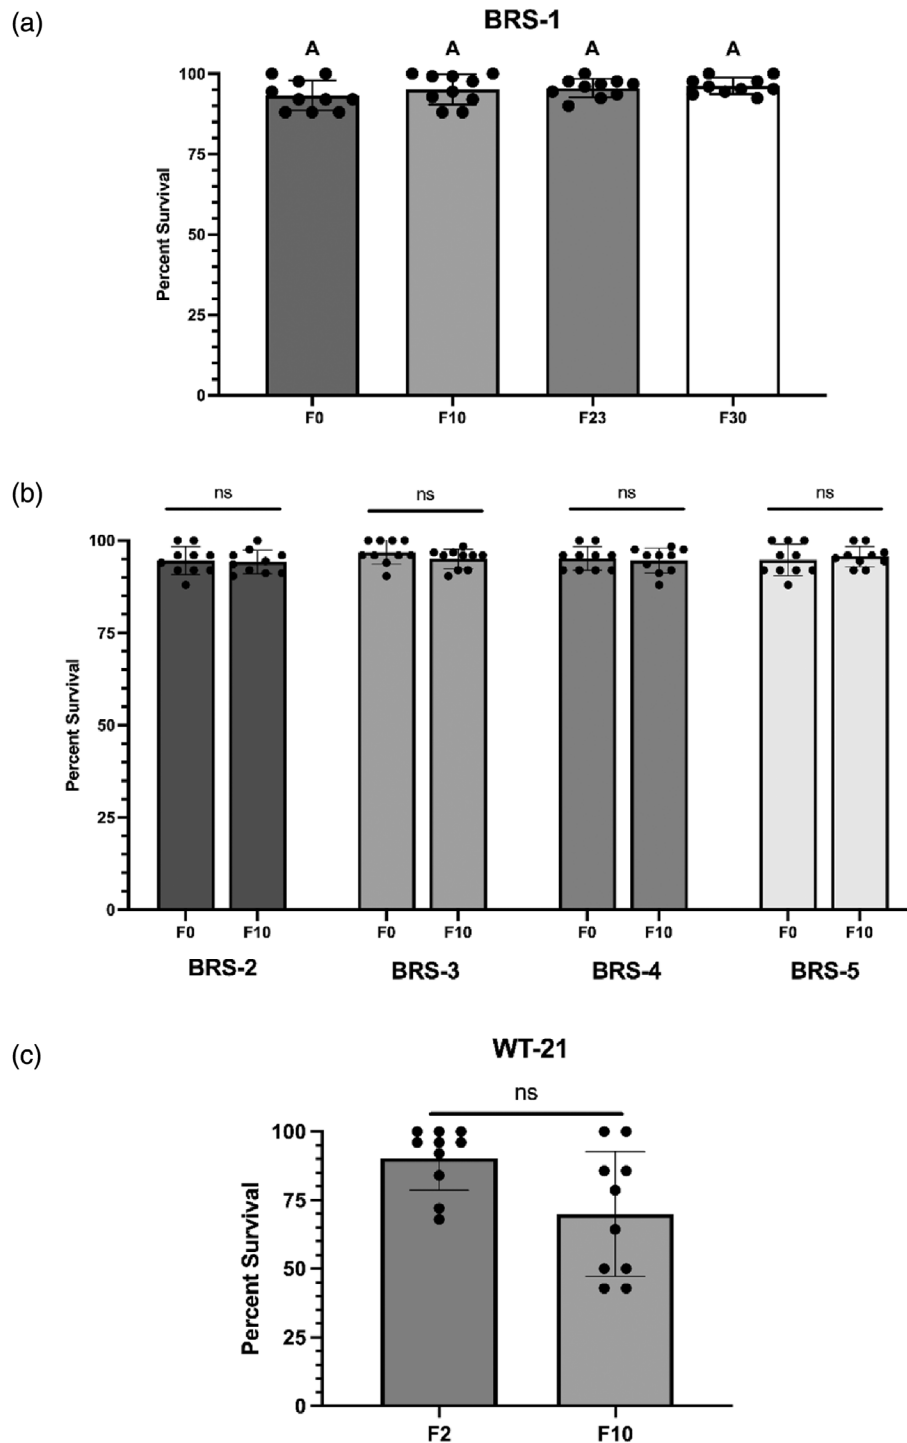 (a)
BRS-1
A A A A
100
75
50
25
0
Percent Survival
F0 F10 F23 F30
(b)
ns ns ns ns
100
75
50
25
0
Percent Survival
F0 F10 F0 F10 F0 F10 F0 F10
BRS-2 BRS-3 BRS-4 BRS-5
(c)
WT-21
ns
100
75
50
25
0
Percent Survival
F2 F10